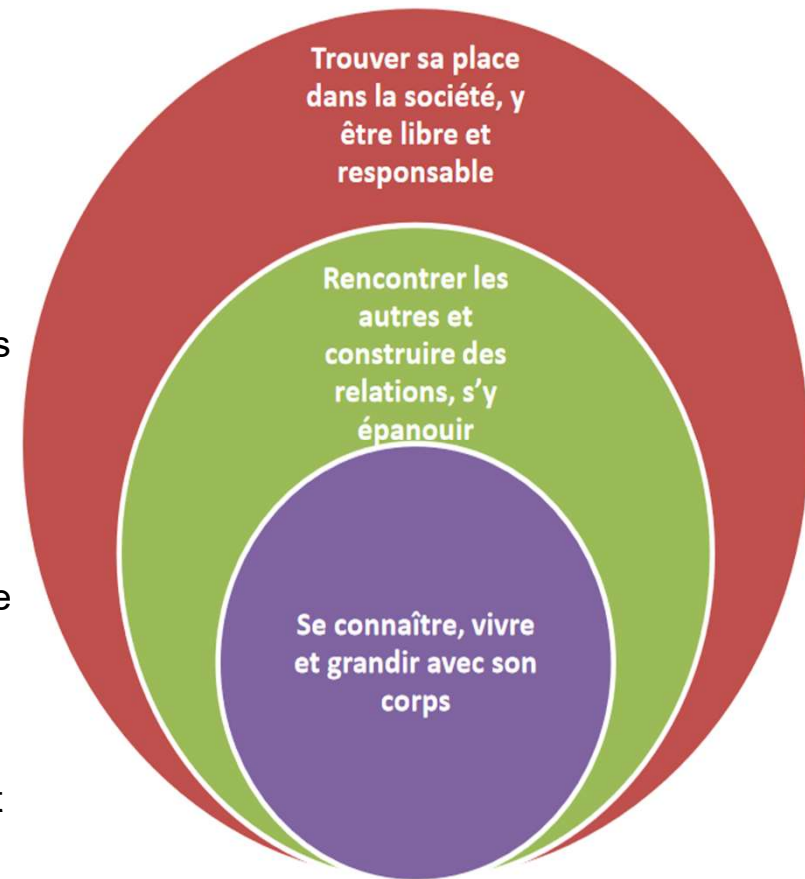 Trouver sa place
dans la société, y
être libre et
responsable
Rencontrer les
autres et
construire des
relations, s'y
épanouir
Se connaître, vivre
et grandir avec son
corps
s
e